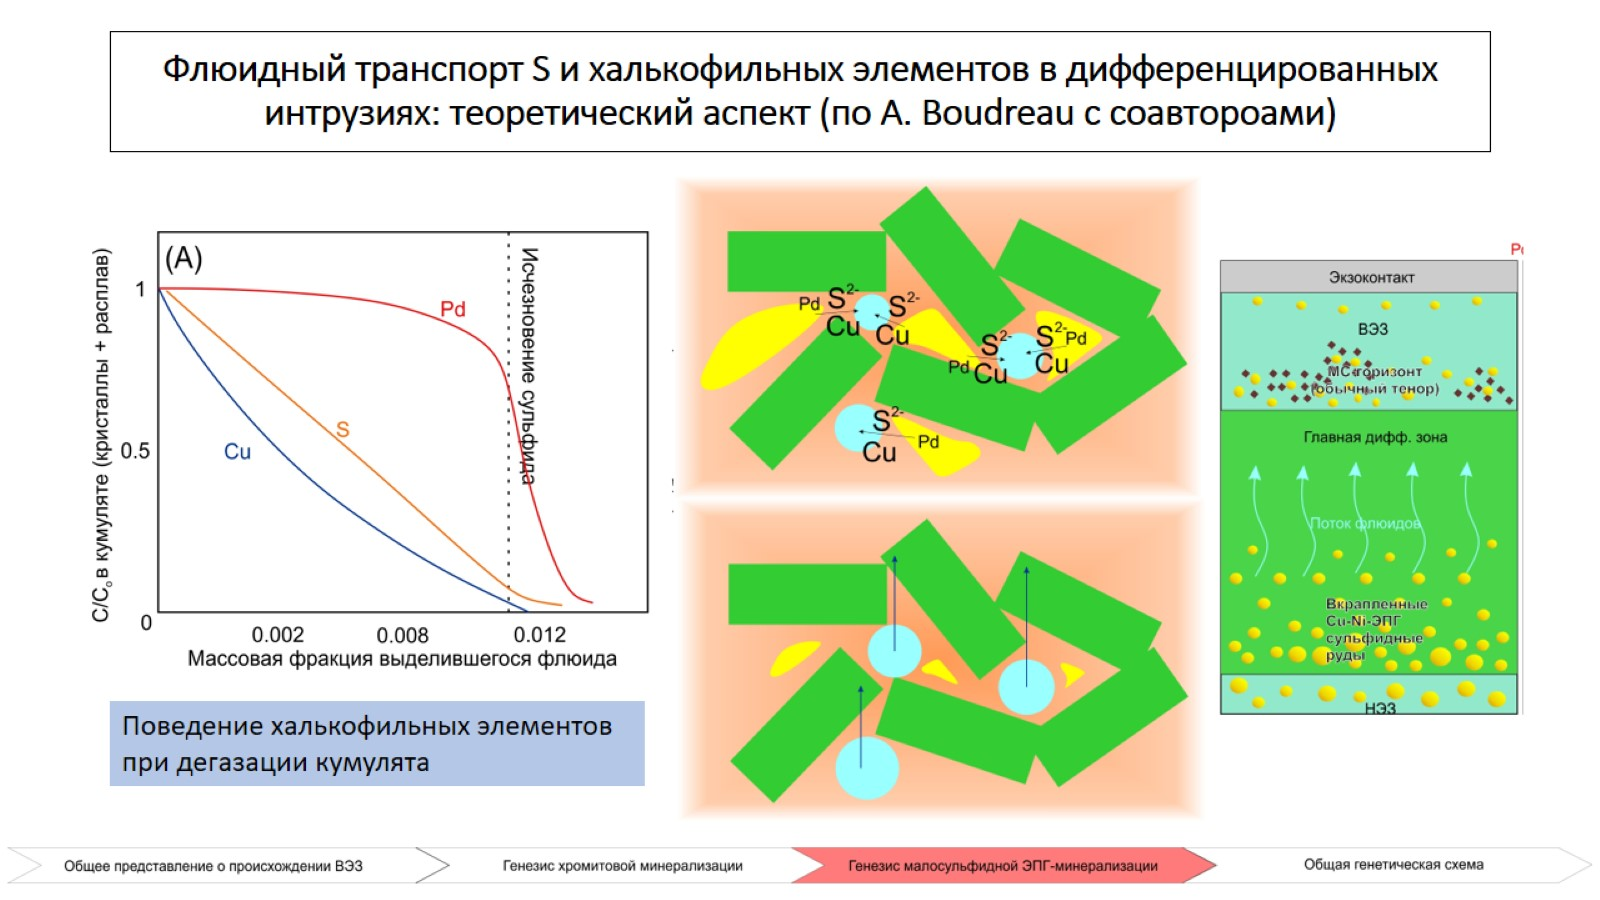 Флюидный транспорт S и халькофильных элементов в дифференцированных
интрузиях: теоретический аспект (по A. Boudreau с соавтороами)
(A)
C/C₀ в кумуляте (кристаллы + расплав)
1
0.5
0
Pd
S
Cu
Исчезновение сульфида
0.002
0.008
0.012
Массовая фракция выделившегося флюида
Поведение халькофильных элементов
при дегазации кумулята
Pd S²⁻ S²⁻
Cu Cu
S²⁻ S²⁻ Pd
Pd Cu Cu
S²⁻ Pd
Cu
Экзоконтакт
ВЭЗ
МС-горизонт
(обычный тенор)
Главная дифф. зона
Поток флюидов
Вкрапленные
Cu-Ni-ЭПГ
сульфидные
руды
НЭЗ
Общее представление о происхождении ВЭЗ
Генезис хромитовой минерализации
Генезис малосульфидной ЭПГ-минерализации
Общая генетическая схема